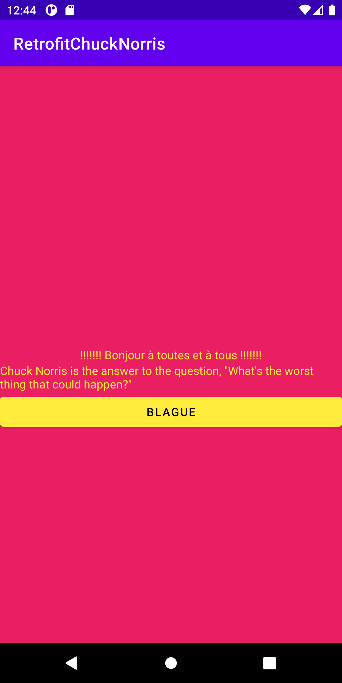 12:44
RetrofitChuckNorris
!!!!!!! Bonjour à toutes et à tous !!!!!!!
Chuck Norris is the answer to the question, "What's the worst
thing that could happen?"
BLAGUE